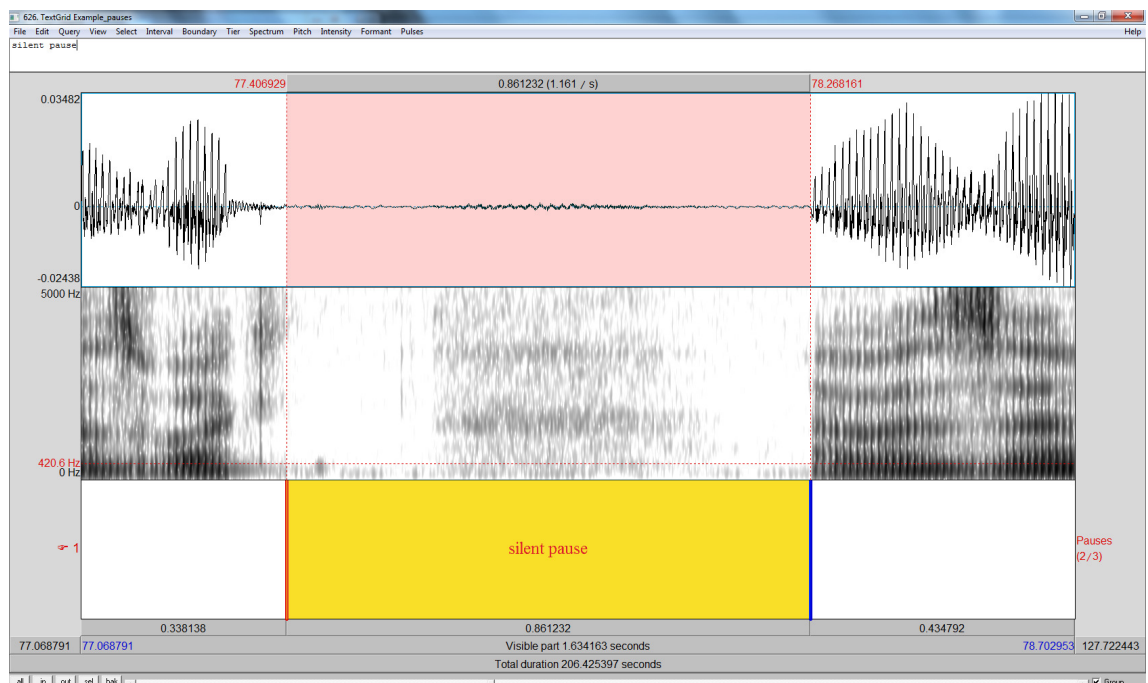 626. TextGrid Example_pauses
File Edit Query View Select Interval Boundary Tier Spectrum Pitch Intensity Formant Pulses Help
silent pause
77.406929 0.861232 (1.161 / s) 78.268161
0.03482
0
-0.02438
5000 Hz
420.6 Hz
0 Hz
1 silent pause Pauses
(2/3)
0.338138 0.861232 0.434792
77.068791 77.068791 Visible part 1.634163 seconds 78.702953 127.722443
Total duration 206.425397 seconds
all in out sel bak Group